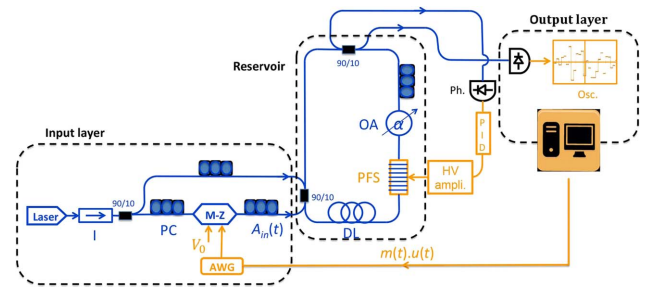 Output layer
90/10
Reservoir
Ph.
Osc.
OA
α
PID
Input layer
PFS
HV
ampli.
90/10
90/10
Laser
I
PC
M-Z
A_in(t)
DL
V_0
AWG
m(t).u(t)